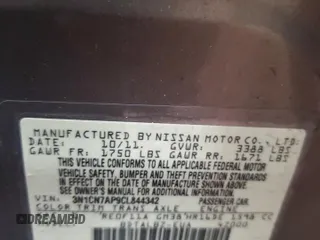 MANUFACTURED BY NISSAN MOTOR CO., LTD.
DATE: 10/11. GVWR: 3388 LBS
GAWR FR: 1750 LBS GAWR RR: 1671 LBS
THIS VEHICLE CONFORMS TO ALL APPLICABLE FEDERAL MOTOR
VEHICLE SAFETY, BUMPER, AND THEFT PREVENTION STANDARDS
IN EFFECT ON THE DATE OF MANUFACTURE SHOWN ABOVE.
SEE OWNER'S MANUAL FOR ADDITIONAL INFORMATION
VIN: 3N1CN7AP9CL844342
COLOR TRIM TRANS AXLE ENGINE
RE0F11A CC